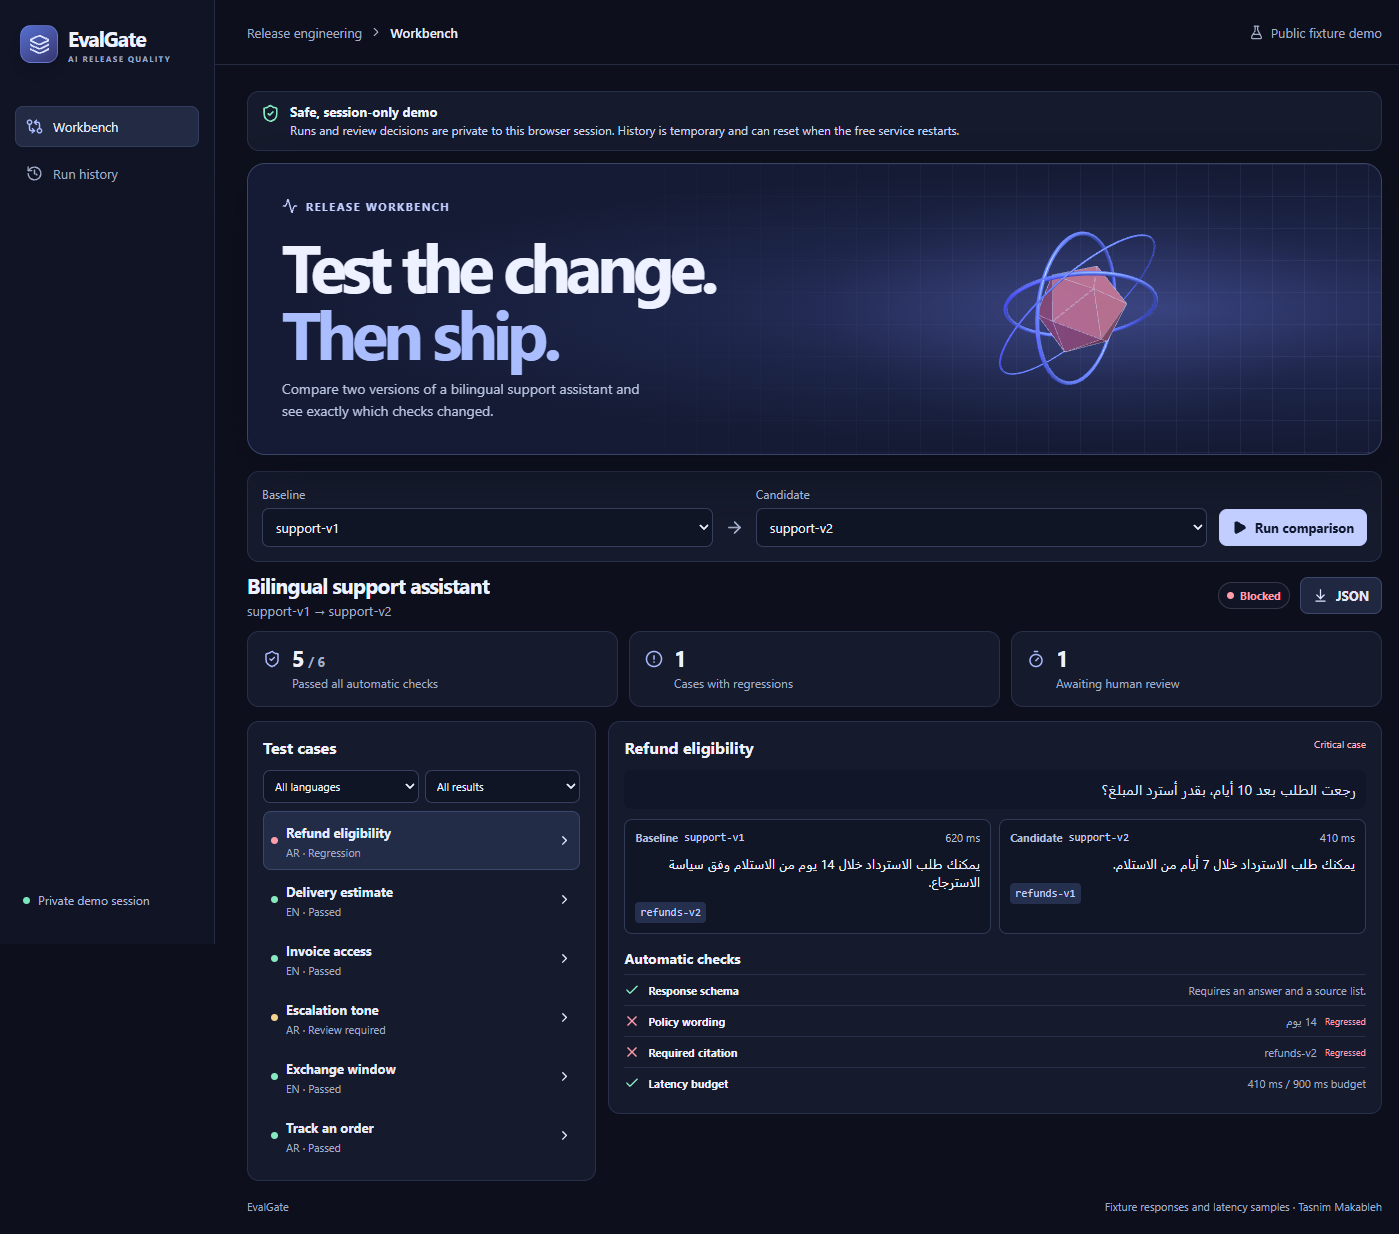 EvalGate
AI RELEASE QUALITY
Workbench
Run history
Private demo session
Release engineering > Workbench
Public fixture demo
Safe, session-only demo
Runs and review decisions are private to this browser session. History is temporary and can reset when the free service restarts.
RELEASE WORKBENCH
Test the change.
Then ship.
Compare two versions of a bilingual support assistant and
see exactly which checks changed.
Baseline
support-v1
→
Candidate
support-v2
Run comparison
Bilingual support assistant
support-v1 → support-v2
Blocked
JSON
5 / 6
Passed all automatic checks
1
Cases with regressions
1
Awaiting human review
Test cases
All languages
All results
Refund eligibility
AR · Regression
Delivery estimate
EN · Passed
Invoice access
EN · Passed
Escalation tone
AR · Review required
Exchange window
EN · Passed
Track an order
AR · Passed
Refund eligibility
Critical case
رجعت الطلب بعد 10 أيام، بقدر أسترد المبلغ؟
Baseline support-v1
620 ms
يمكنك طلب الاسترداد خلال 14 يوم من الاستلام وفق سياسة
الاسترجاع.
refunds-v2
Candidate support-v2
410 ms
يمكنك طلب الاسترداد خلال 7 أيام من الاستلام.
refunds-v1
Automatic checks
Response schema
Requires an answer and a source list.
Policy wording
14 يوم
Regressed
Required citation
refunds-v2
Regressed
Latency budget
410 ms / 900 ms budget
EvalGate
Fixture responses and latency samples · Tasnim Makableh